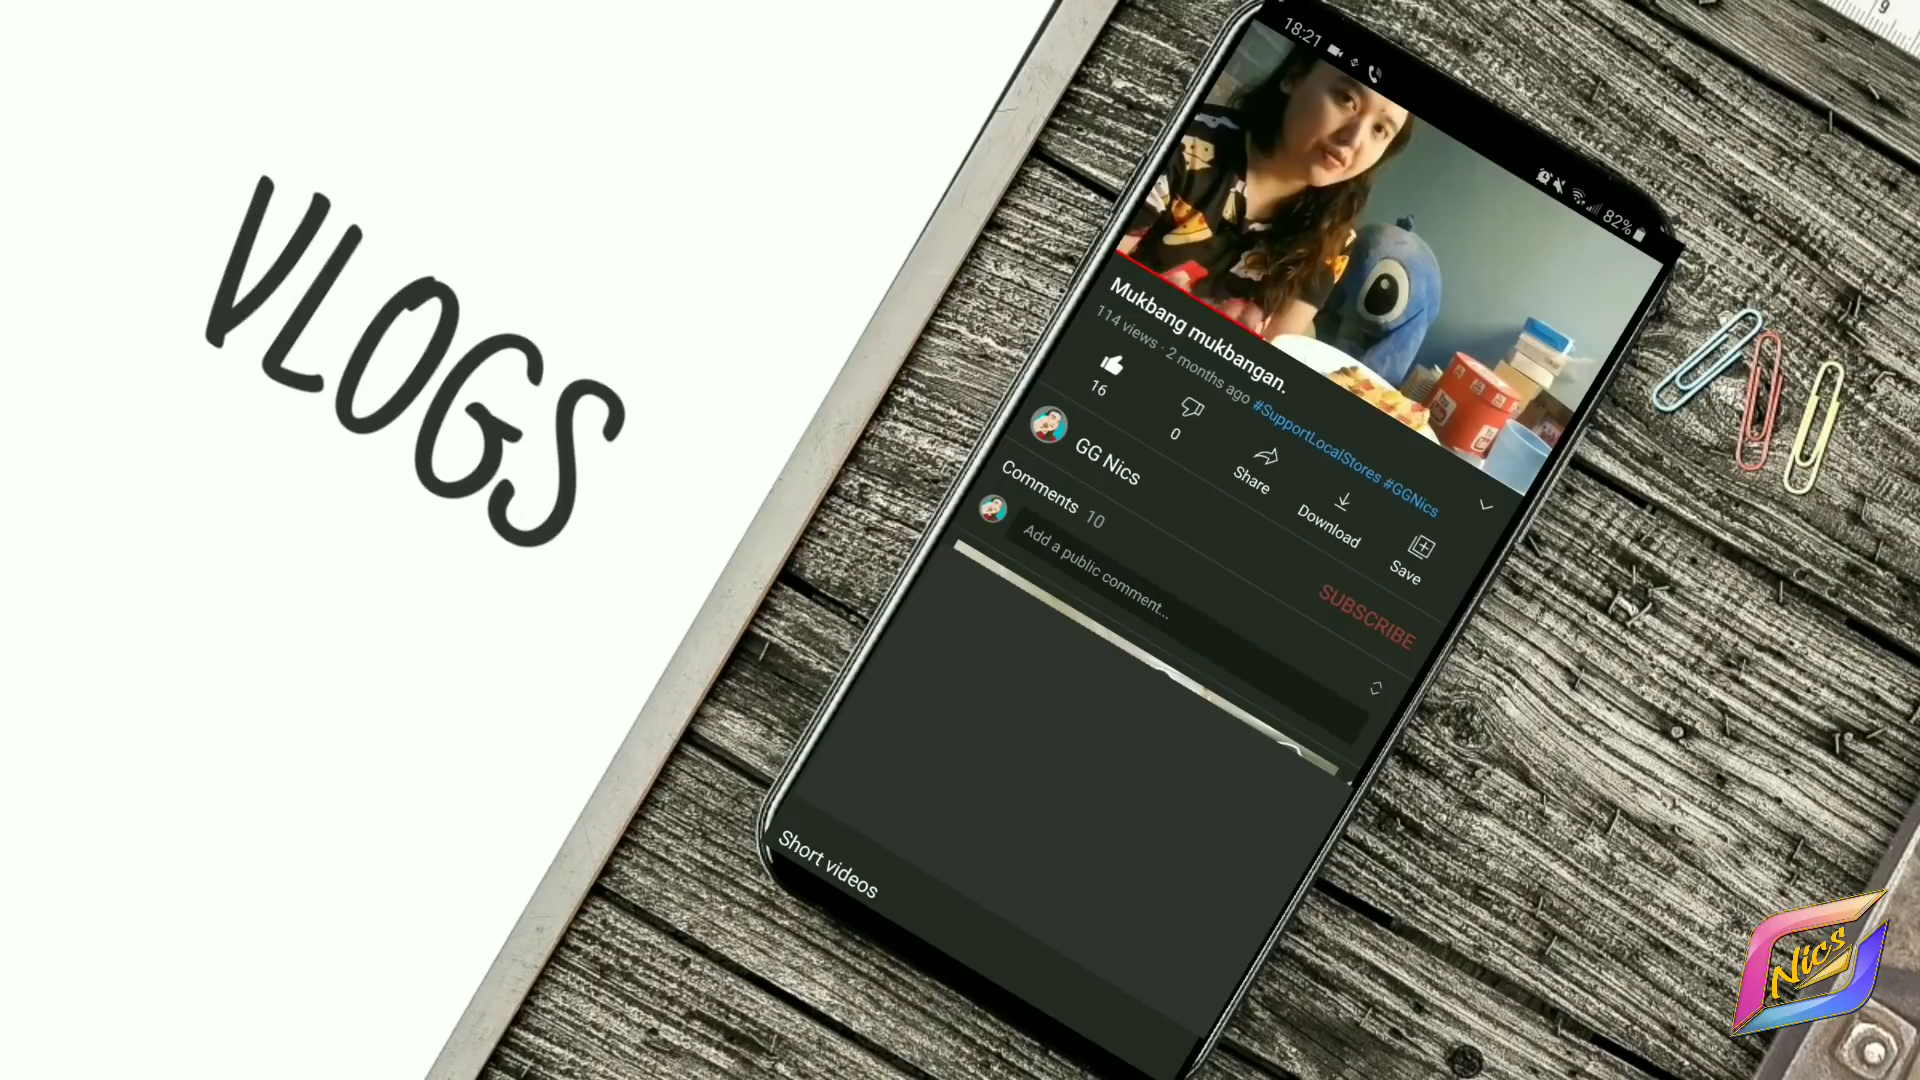 VLOGS
18:21
82%
Mukbang mukbangan.
114 views · 2 months ago #SupportLocalStores #GGNics
16
0
Share
Download
Save
GG Nics
SUBSCRIBE
Comments 10
Add a public comment...
Short videos
9
Nics